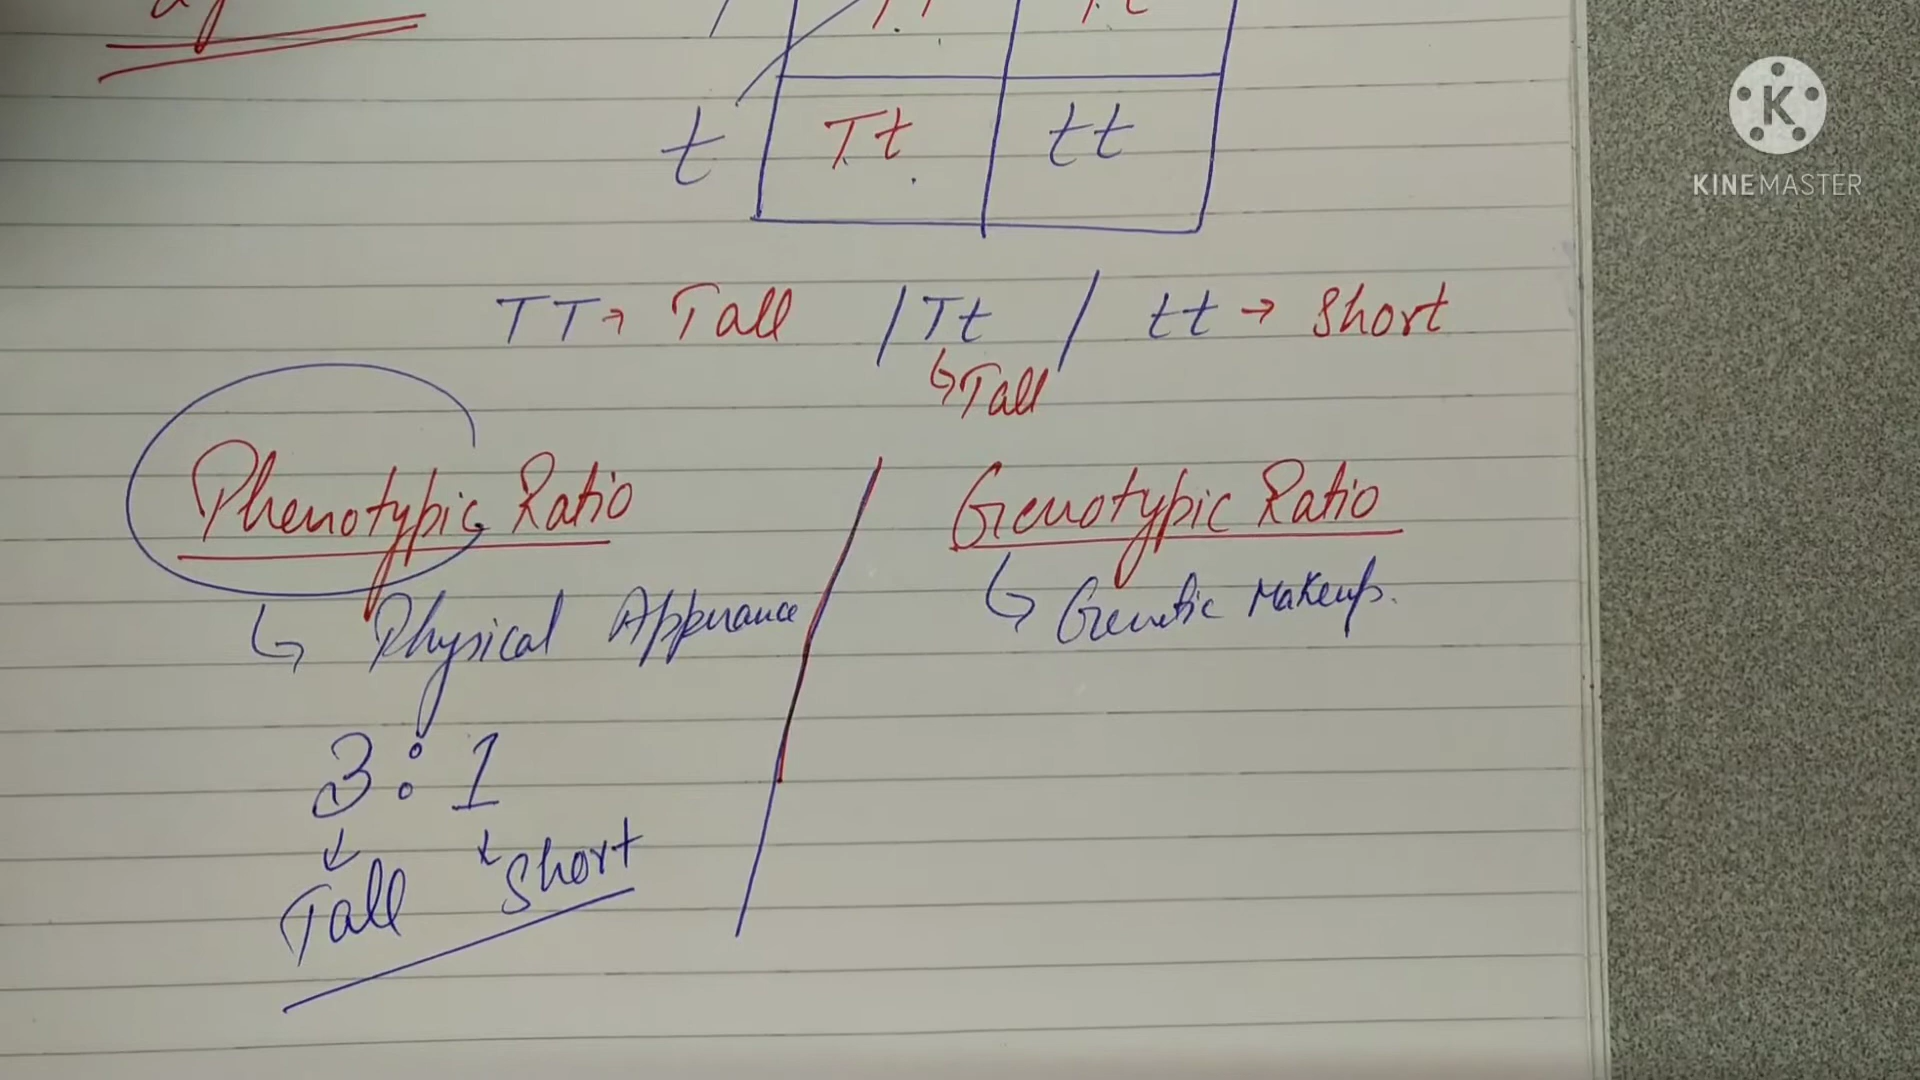 t Tt tt
TT → Tall / Tt / tt → Short
↳ Tall
Phenotypic Ratio
Genotypic Ratio
↳ Physical Apperance
↳ Genetic Makeup.
3 : 1
Tall Short
K
KINEMASTER